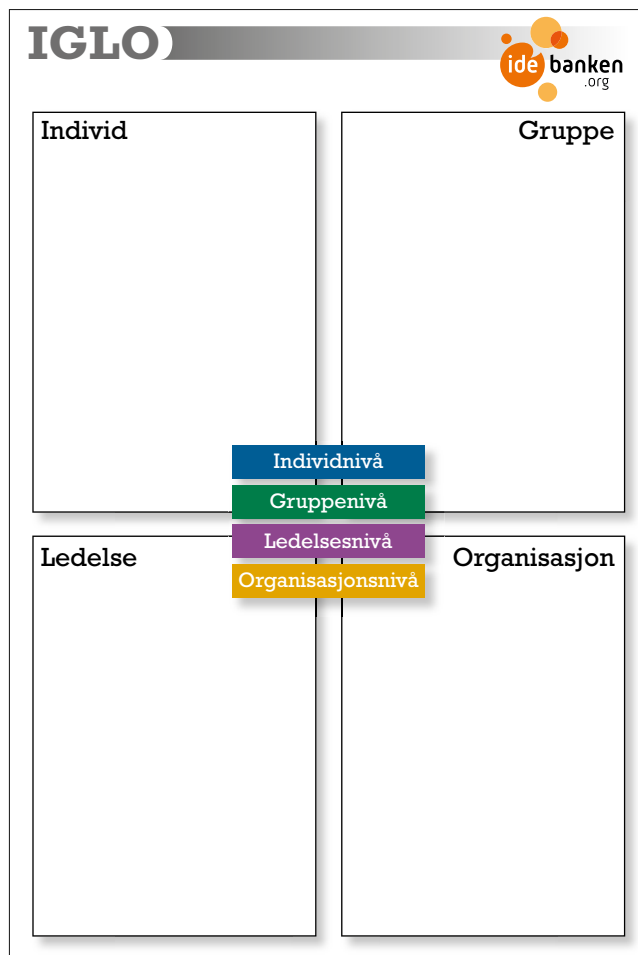 IGLO
ide banken
.org
Individ
Gruppe
Individnivå
Gruppenivå
Ledelsesnivå
Organisasjonsnivå
Ledelse
Organisasjon